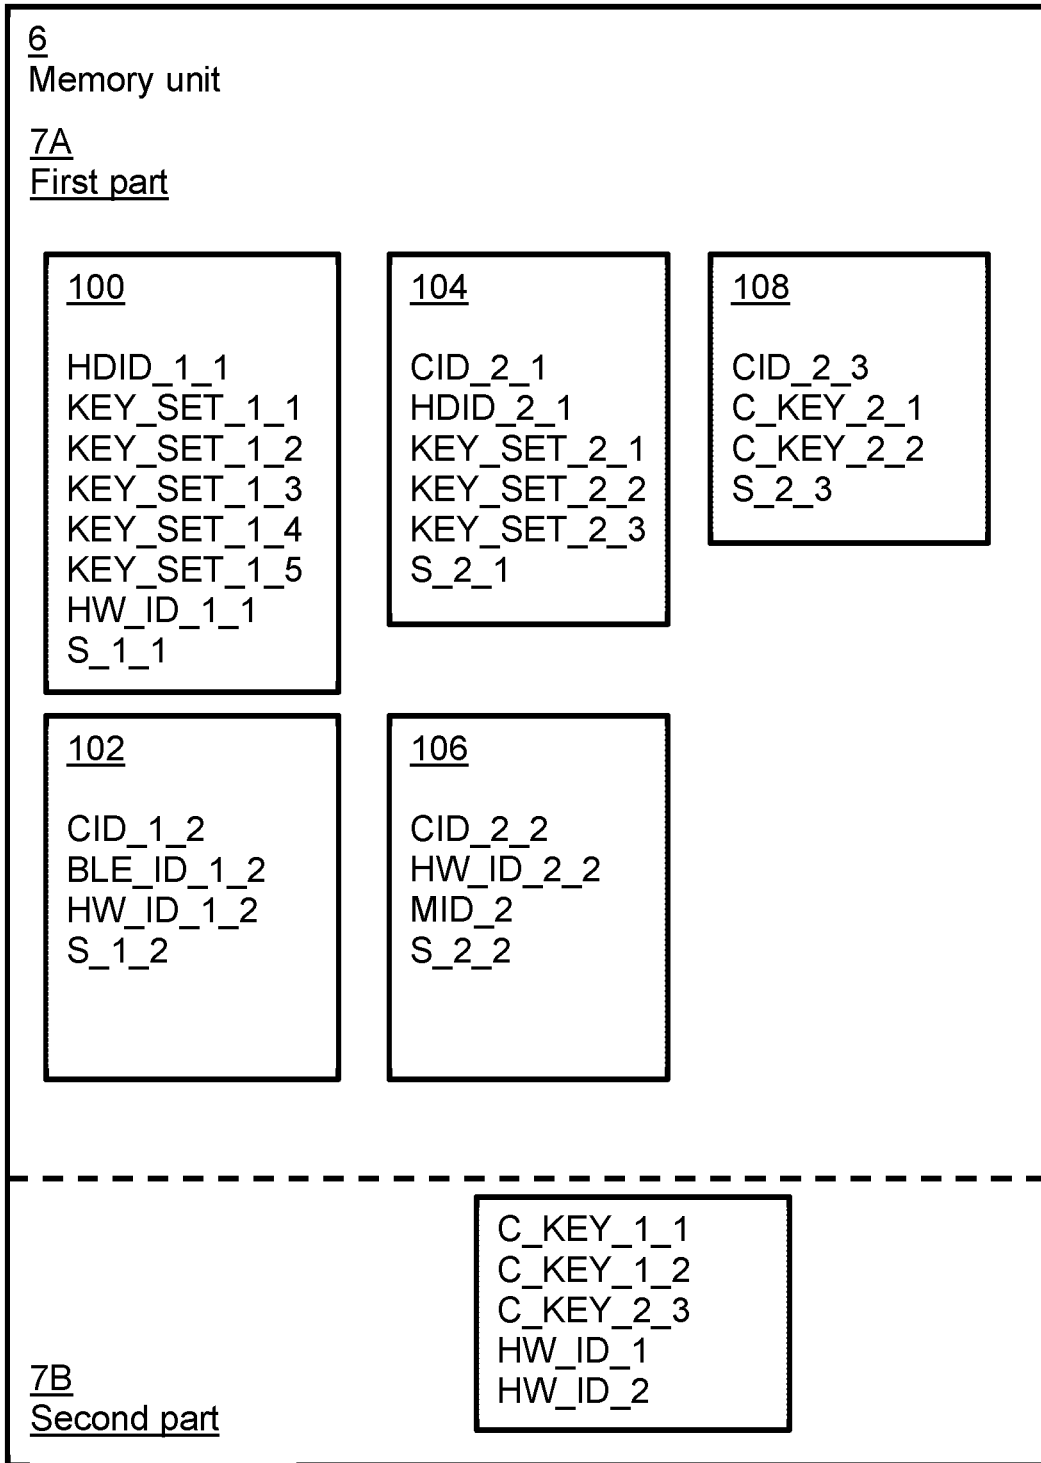 6
Memory unit
7A
First part
100
HDID_1_1
KEY_SET_1_1
KEY_SET_1_2
KEY_SET_1_3
KEY_SET_1_4
KEY_SET_1_5
HW_ID_1_1
S_1_1
104
CID_2_1
HDID_2_1
KEY_SET_2_1
KEY_SET_2_2
KEY_SET_2_3
S_2_1
108
CID_2_3
C_KEY_2_1
C_KEY_2_2
S_2_3
102
CID_1_2
BLE_ID_1_2
HW_ID_1_2
S_1_2
106
CID_2_2
HW_ID_2_2
MID_2
S_2_2
C_KEY_1_1
C_KEY_1_2
C_KEY_2_3
HW_ID_1
HW_ID_2
7B
Second part